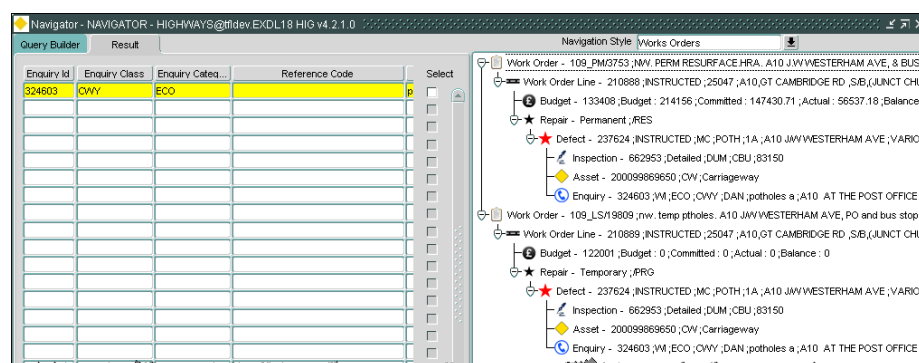 Navigator - NAVIGATOR - HIGHWAYS@tfldev.EXDL18 HIG v4.2.1.0
Query Builder Result
Navigation Style Works Orders
Enquiry Id Enquiry Class Enquiry Categ... Reference Code Select
324603 CWY ECO p
Work Order - 109_PM/3753 ;NW. PERM RESURFACE.HRA. A10 J.W WESTERHAM AVE, & BUS
Work Order Line - 210888 ;INSTRUCTED ;25047 ;A10,GT CAMBRIDGE RD ,S/B,(JUNCT CHU
Budget - 133408 ;Budget : 214156 ;Committed : 147430.71 ;Actual : 56537.18 ;Balance
Repair - Permanent ;/RES
Defect - 237624 ;INSTRUCTED ;MC ;POTH ;1A ;A10 J/W WESTERHAM AVE ;VARIO
Inspection - 662953 ;Detailed ;DUM ;CBU ;83150
Asset - 200099869650 ;CW ;Carriageway
Enquiry - 324603 ;WI ;ECO ;CWY ;DAN ;potholes a ;A10 AT THE POST OFFICE
Work Order - 109_LS/19809 ;nw. temp ptholes. A10 J/W WESTERHAM AVE, PO and bus stop
Work Order Line - 210889 ;INSTRUCTED ;25047 ;A10,GT CAMBRIDGE RD ,S/B,(JUNCT CHU
Budget - 122001 ;Budget : 0 ;Committed : 0 ;Actual : 0 ;Balance : 0
Repair - Temporary ;/PRG
Defect - 237624 ;INSTRUCTED ;MC ;POTH ;1A ;A10 J/W WESTERHAM AVE ;VARIO
Inspection - 662953 ;Detailed ;DUM ;CBU ;83150
Asset - 200099869650 ;CW ;Carriageway
Enquiry - 324603 ;WI ;ECO ;CWY ;DAN ;potholes a ;A10 AT THE POST OFFICE